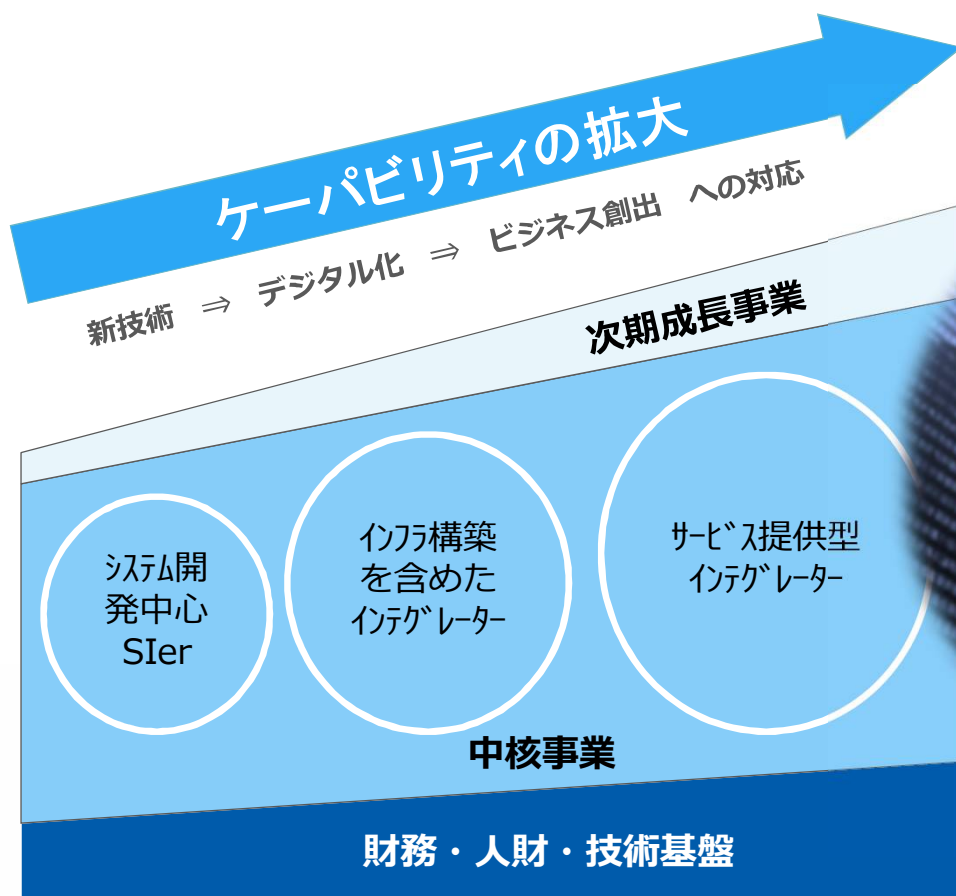 ケーパビリティの拡大
新技術 ⇒ デジタル化 ⇒ ビジネス創出 への対応
次期成長事業
ｼｽﾃﾑ開
発中心
SIer
ｲﾝﾌﾗ構築
を含めた
ｲﾝﾃｸﾞﾚｰﾀｰ
ｻｰﾋﾞｽ提供型
ｲﾝﾃｸﾞﾚｰﾀｰ
中核事業
財務・人財・技術基盤